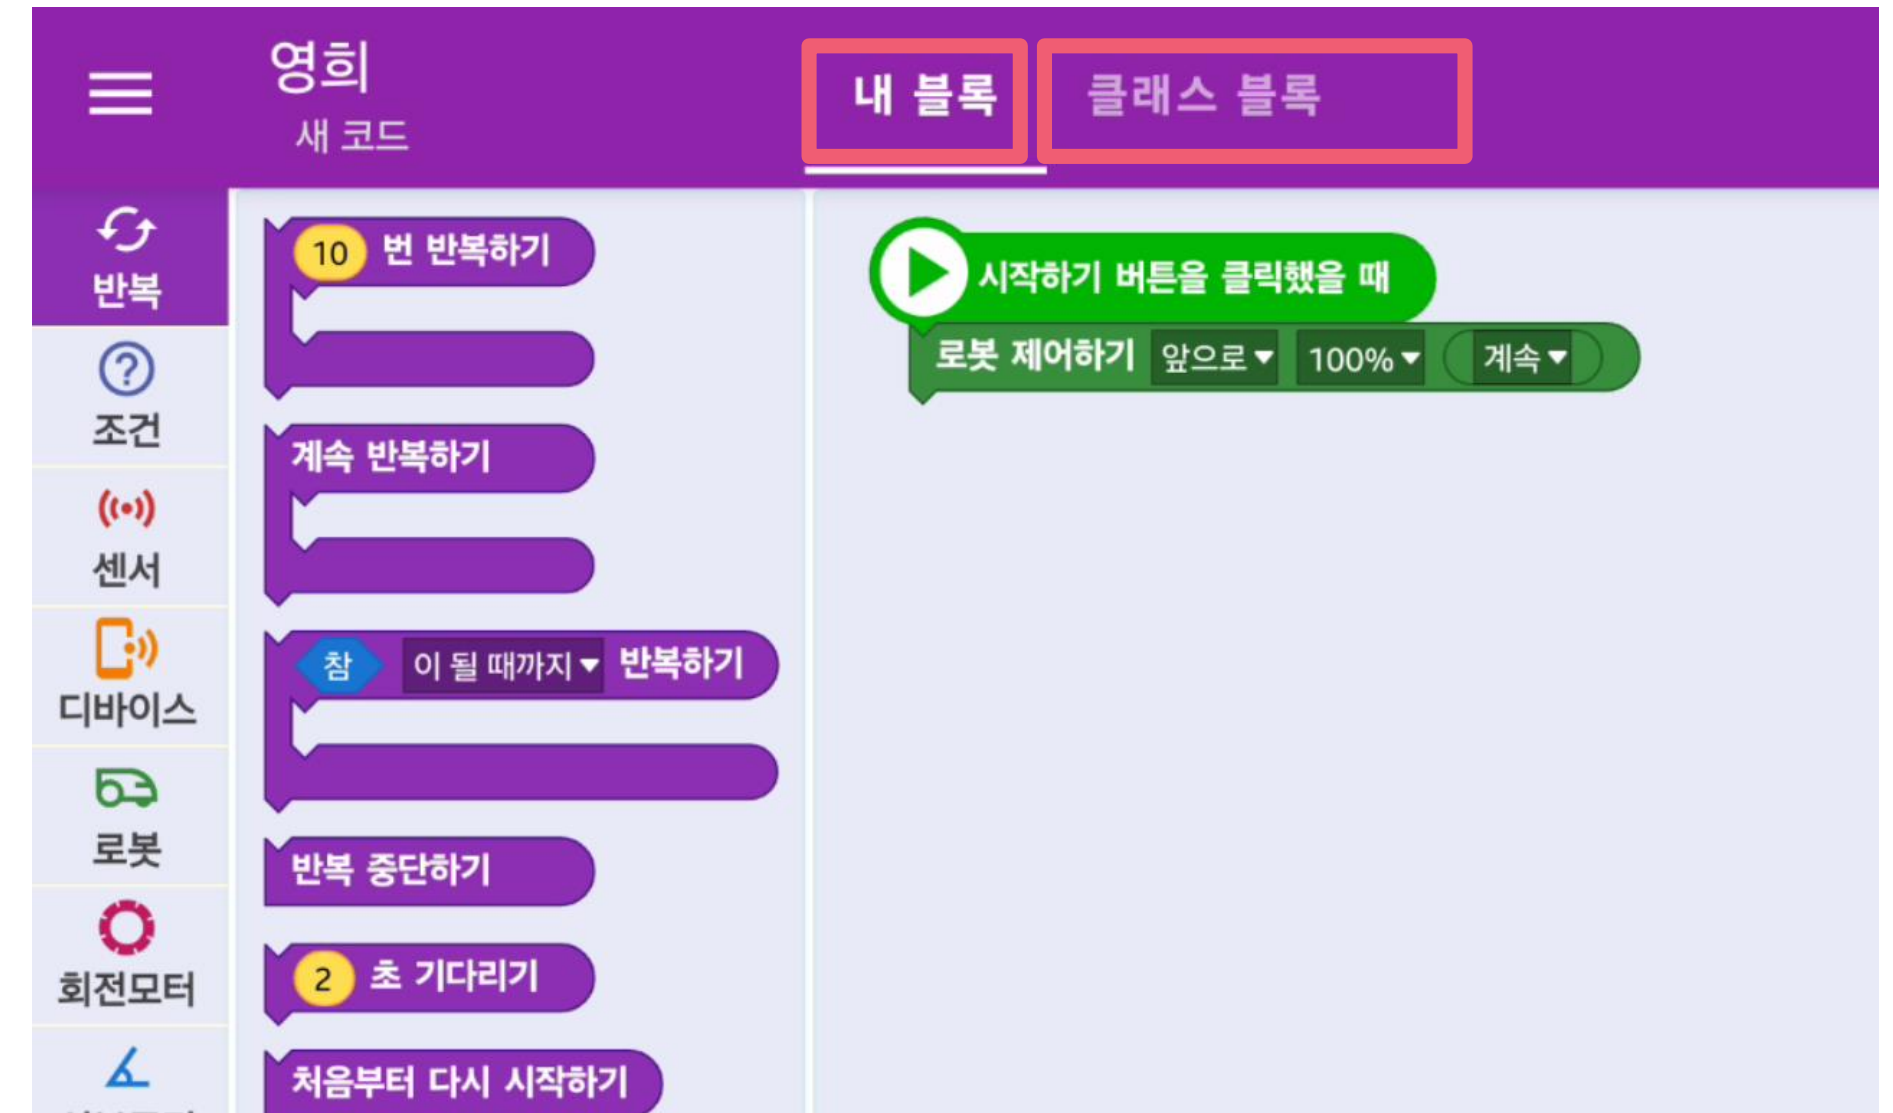 영희
새 코드
내 블록
클래스 블록
반복
조건
센서
디바이스
로봇
회전모터
10 번 반복하기
계속 반복하기
참 이 될 때까지 반복하기
반복 중단하기
2 초 기다리기
처음부터 다시 시작하기
시작하기 버튼을 클릭했을 때
로봇 제어하기 앞으로 100% 계속